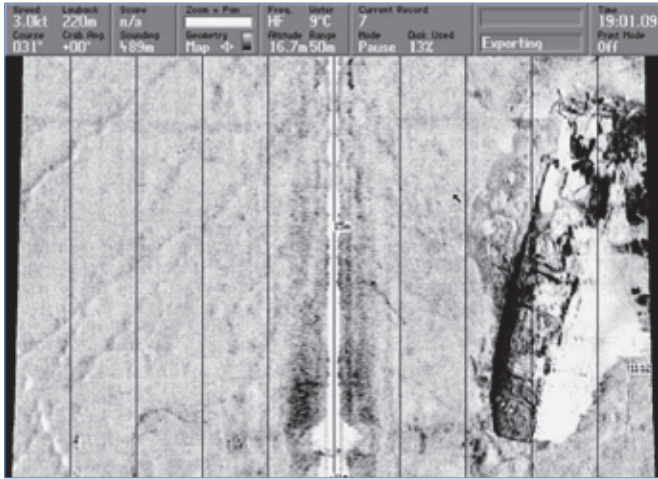 Speed Layback Scope Zoom + Pan Freq. Water Current Record Time
3.0kt 220m n/a HF 9°C 7 19:01.09
Course Crab Ang. Sounding Geometry Altitude Range Mode Disk Used Print Mode
031° +00° 489m Map 16.7m 50m Pause 13% Exporting Off